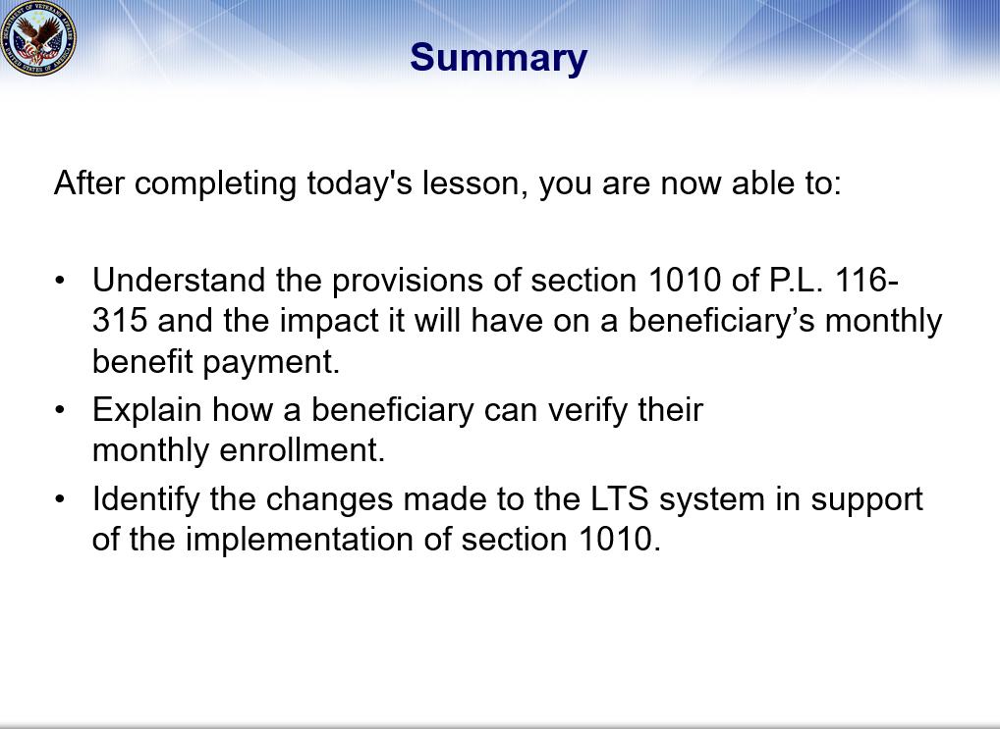 DEPARTMENT OF VETERANS AFFAIRS
UNITED STATES OF AMERICA
Summary
After completing today's lesson, you are now able to:
• Understand the provisions of section 1010 of P.L. 116-
315 and the impact it will have on a beneficiary’s monthly
benefit payment.
• Explain how a beneficiary can verify their
monthly enrollment.
• Identify the changes made to the LTS system in support
of the implementation of section 1010.